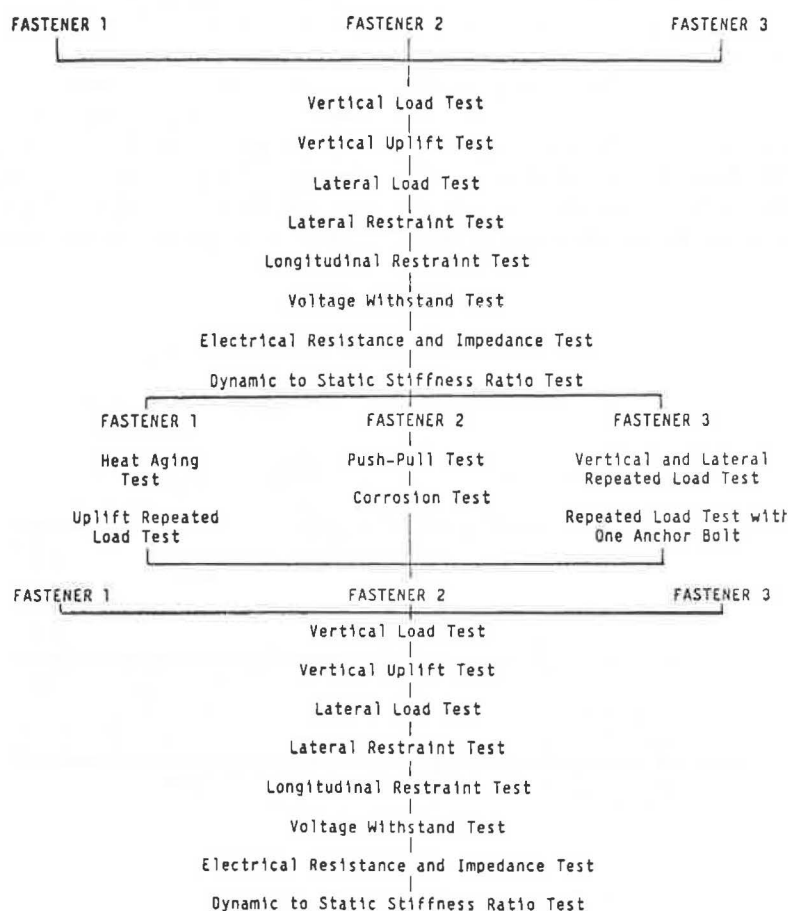 FASTENER 1 FASTENER 2 FASTENER 3
Vertical Load Test
Vertical Uplift Test
Lateral Load Test
Lateral Restraint Test
Longitudinal Restraint Test
Voltage Withstand Test
Electrical Resistance and Impedance Test
Dynamic to Static Stiffness Ratio Test
FASTENER 1 FASTENER 2 FASTENER 3
Heat Aging Push-Pull Test Vertical and Lateral
Test Repeated Load Test
Corrosion Test
Uplift Repeated Repeated Load Test with
Load Test One Anchor Bolt
FASTENER 1 FASTENER 2 FASTENER 3
Vertical Load Test
Vertical Uplift Test
Lateral Load Test
Lateral Restraint Test
Longitudinal Restraint Test
Voltage Withstand Test
Electrical Resistance and Impedance Test
Dynamic to Static Stiffness Ratio Test